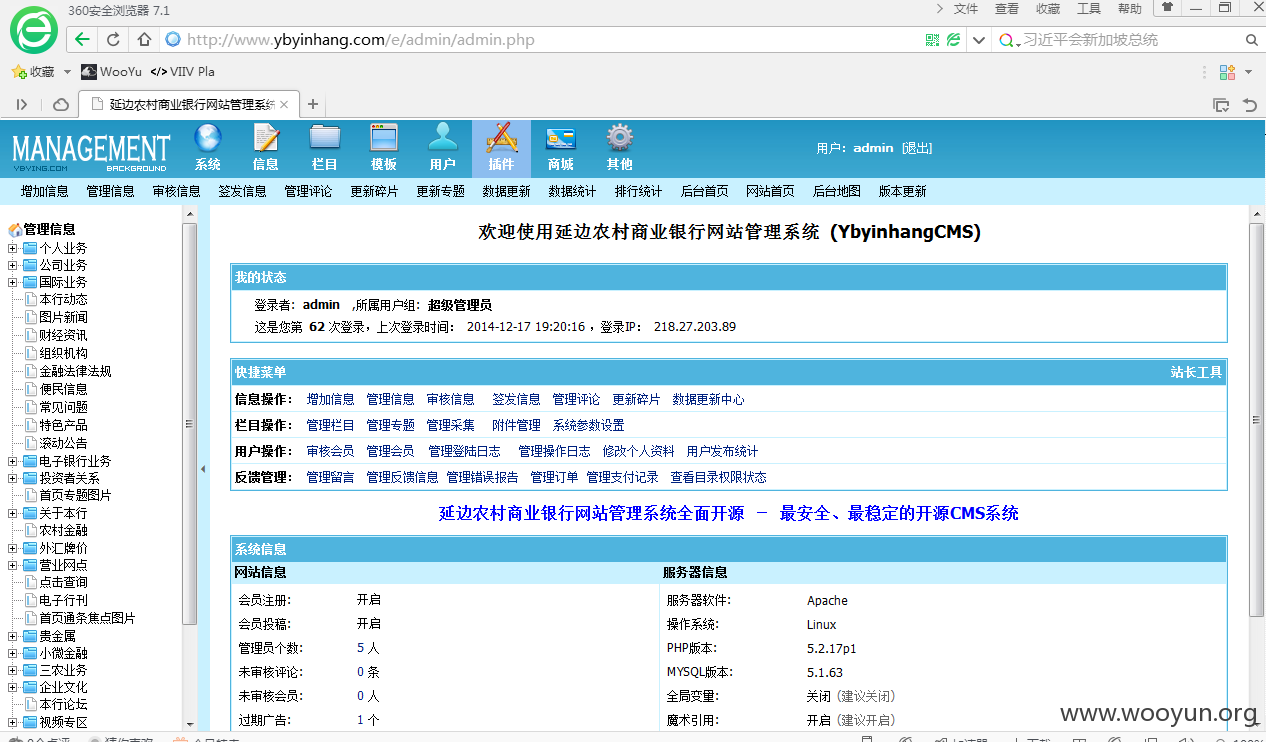 360安全浏览器 7.1
文件 查看 收藏 工具 帮助
http://www.ybyinhang.com/e/admin/admin.php
习近平会新加坡总统
收藏 WooYu </> VIIV Pla
延边农村商业银行网站管理系统
MANAGEMENT
YBYING.COM BACKGROUND
系统 信息 栏目 模板 用户 插件 商城 其他
用户: admin [退出]
增加信息 管理信息 审核信息 签发信息 管理评论 更新碎片 更新专题 数据更新 数据统计 排行统计 后台首页 网站首页 后台地图 版本更新
管理信息
个人业务
公司业务
国际业务
本行动态
图片新闻
财经资讯
组织机构
金融法律法规
便民信息
常见问题
特色产品
滚动公告
电子银行业务
投资者关系
首页专题图片
关于本行
农村金融
外汇牌价
营业网点
点击查询
电子行刊
首页通条焦点图片
贵金属
小微金融
三农业务
企业文化
本行论坛
视频专区
欢迎使用延边农村商业银行网站管理系统 (YbyinhangCMS)
我的状态
登录者: admin ,所属用户组: 超级管理员
这是您第 62 次登录，上次登录时间： 2014-12-17 19:20:16 ，登录IP： 218.27.203.89
快捷菜单 站长工具
信息操作: 增加信息 管理信息 审核信息 签发信息 管理评论 更新碎片 数据更新中心
栏目操作: 管理栏目 管理专题 管理采集 附件管理 系统参数设置
用户操作: 审核会员 管理会员 管理登陆日志 管理操作日志 修改个人资料 用户发布统计
反馈管理: 管理留言 管理反馈信息 管理错误报告 管理订单 管理支付记录 查看目录权限状态
延边农村商业银行网站管理系统全面开源 － 最安全、最稳定的开源CMS系统
系统信息
网站信息 服务器信息
会员注册: 开启 服务器软件: Apache
会员投稿: 开启 操作系统: Linux
管理员个数: 5 人 PHP版本: 5.2.17p1
未审核评论: 0 条 MYSQL版本: 5.1.63
未审核会员: 0 人 全局变量: 关闭 (建议关闭)
过期广告: 1 个 魔术引用: 开启 (建议开启)
www.wooyun.org